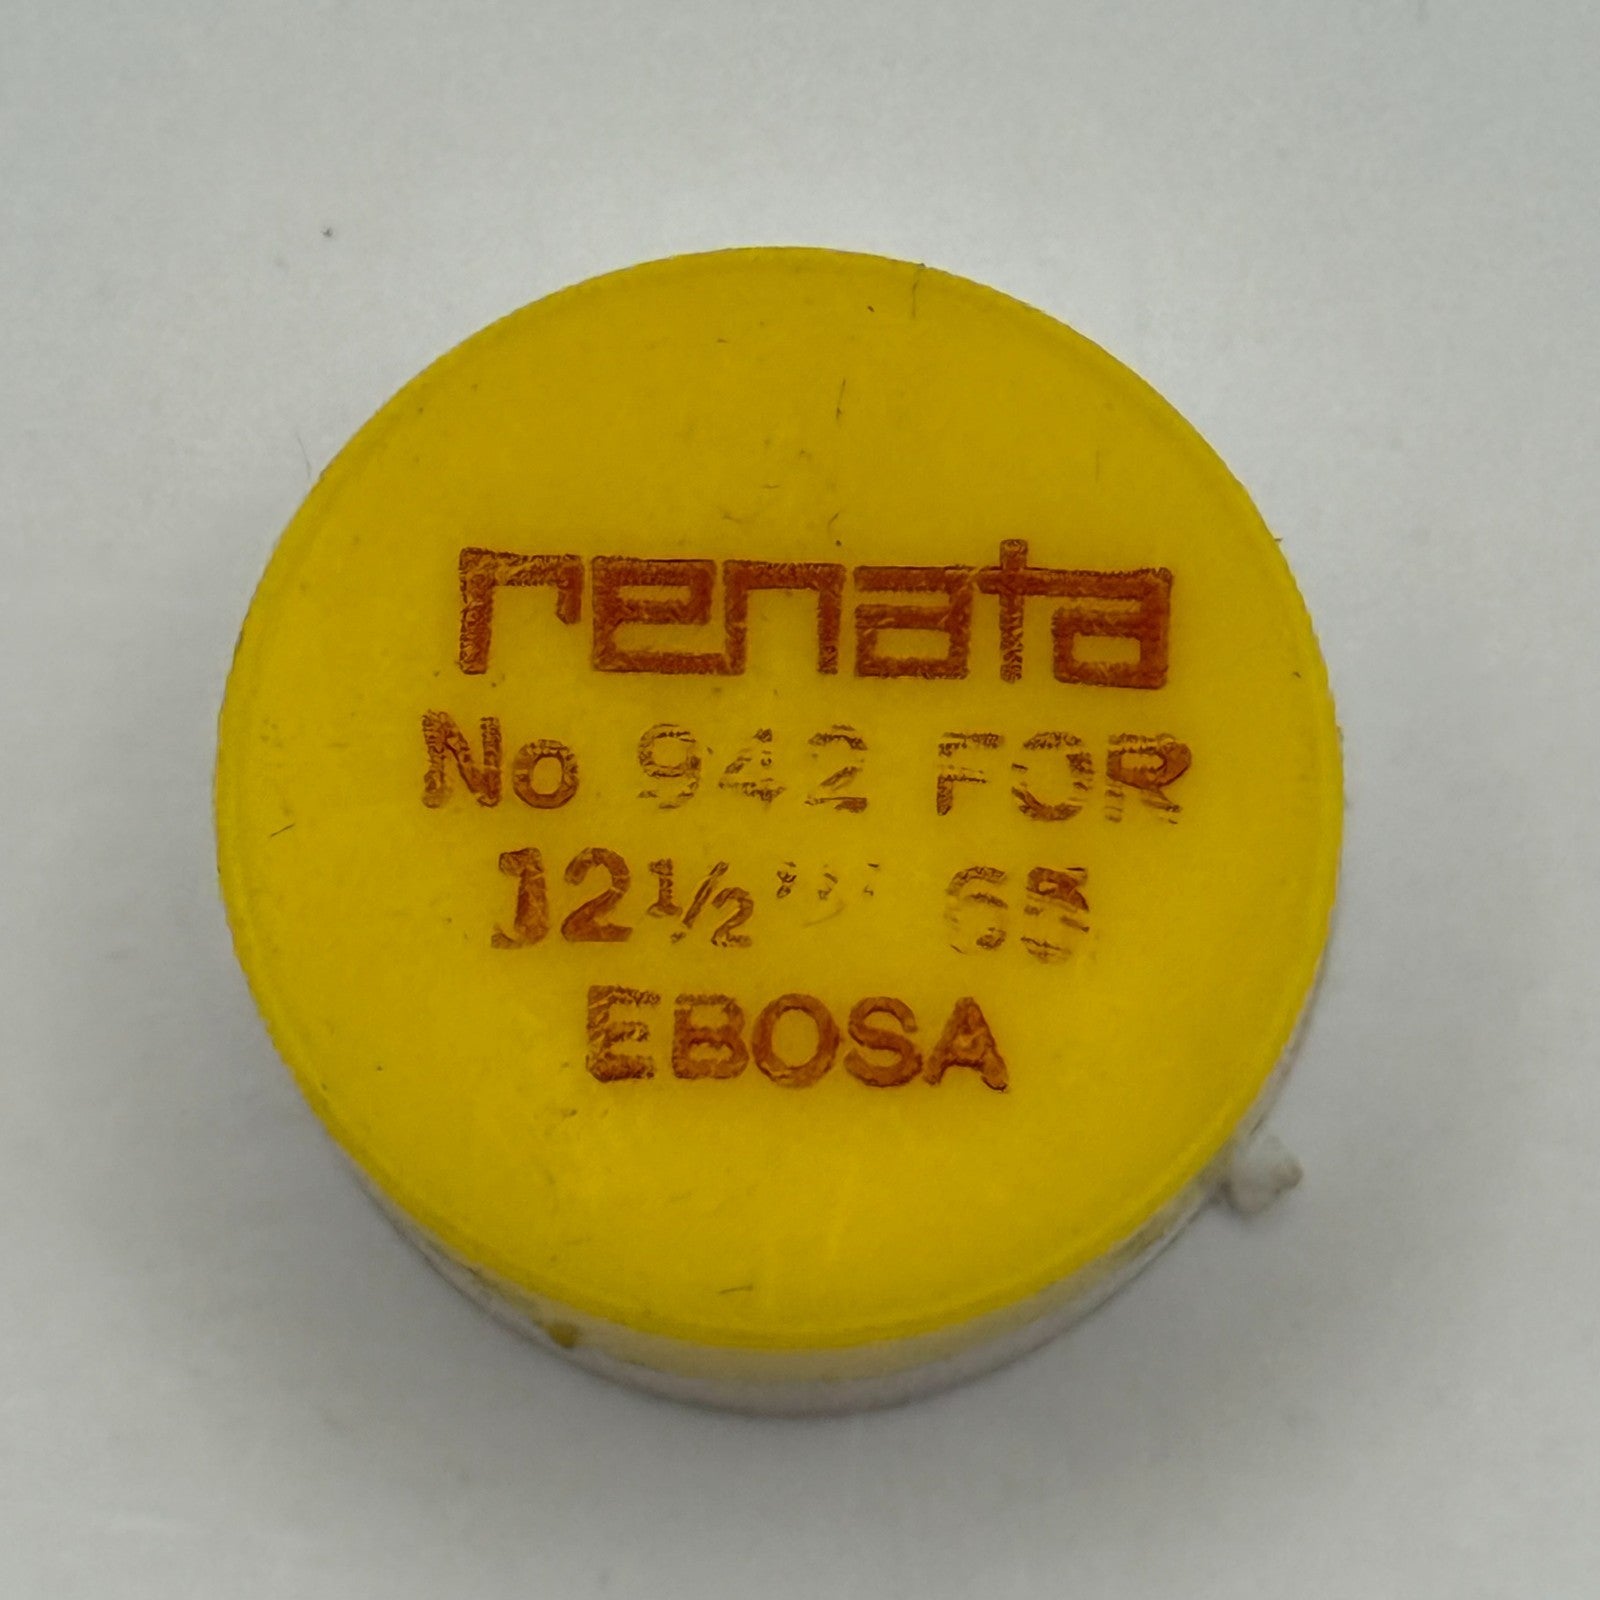 renata
No 942 FOR
12½''' 65
EBOSA